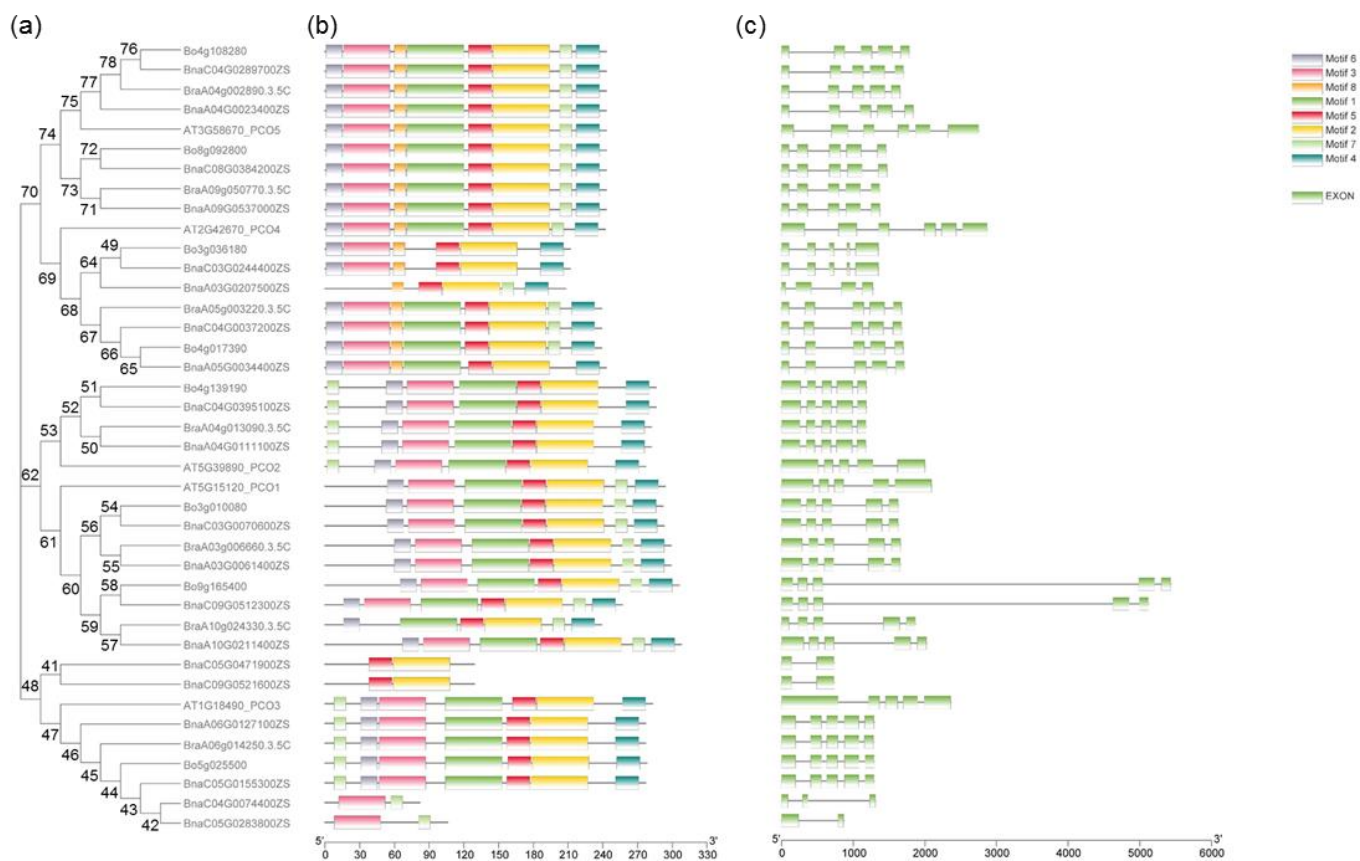 (a) (b) (c)
76 Bo4g108280
78 BnaC04G0289700ZS
77 BraA04g002890.3.5C
75 BnaA04G0023400ZS
74 AT3G58670_PCO5
72 Bo8g092800
BnaC08G0384200ZS
70 73 BraA09g050770.3.5C
71 BnaA09G0537000ZS
AT2G42670_PCO4
49 Bo3g036180
69 64 BnaC03G0244400ZS
BnaA03G0207500ZS
68 BraA05g003220.3.5C
67 BnaC04G0037200ZS
66 Bo4g017390
65 BnaA05G0034400ZS
51 Bo4g139190
52 BnaC04G0395100ZS
53 BraA04g013090.3.5C
50 BnaA04G0111100ZS
62 AT5G39890_PCO2
AT5G15120_PCO1
54 Bo3g010080
56 BnaC03G0070600ZS
61 BraA03g006660.3.5C
55 BnaA03G0061400ZS
60 58 Bo9g165400
BnaC09G0512300ZS
59 BraA10g024330.3.5C
57 BnaA10G0211400ZS
41 BnaC05G0471900ZS
48 BnaC09G0521600ZS
AT1G18490_PCO3
47 BnaA06G0127100ZS
46 BraA06g014250.3.5C
45 Bo5g025500
44 BnaC05G0155300ZS
43 BnaC04G0074400ZS
42 BnaC05G0283800ZS
5' 3'
0 30 60 90 120 150 180 210 240 270 300 330
5' 3'
0 1000 2000 3000 4000 5000 6000
Motif 6
Motif 3
Motif 8
Motif 1
Motif 5
Motif 2
Motif 7
Motif 4
EXON